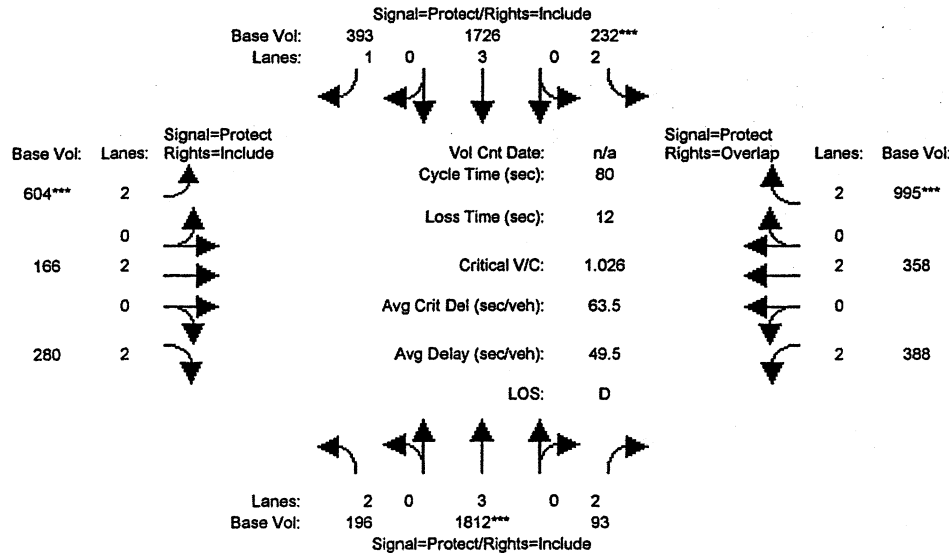 Signal=Protect/Rights=Include
Base Vol: 393 1726 232***
Lanes: 1 0 3 0 2
Signal=Protect
Rights=Include
Signal=Protect
Rights=Overlap
Base Vol: Lanes: Vol Cnt Date: n/a Lanes: Base Vol:
Cycle Time (sec): 80
604*** 2 2 995***
Loss Time (sec): 12
0 0
166 2 Critical V/C: 1.026 2 358
0 Avg Crit Del (sec/veh): 63.5 0
280 2 Avg Delay (sec/veh): 49.5 2 388
LOS: D
Lanes: 2 0 3 0 2
Base Vol: 196 1812*** 93
Signal=Protect/Rights=Include